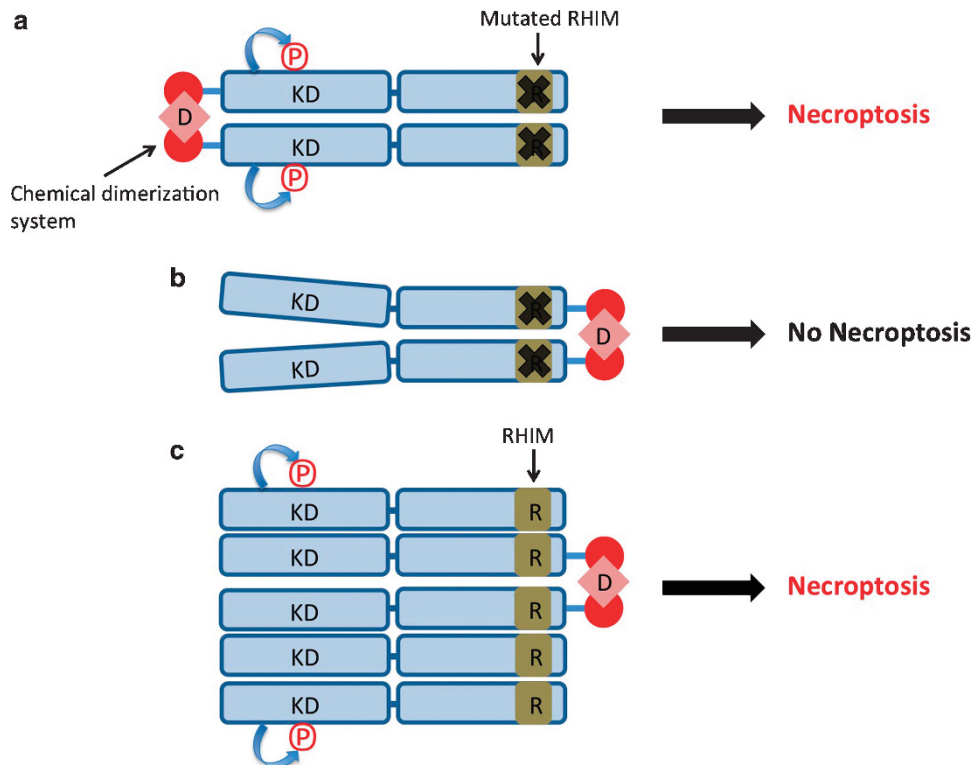 a
Mutated RHIM
P
KD
R
D
KD
R
P
Necroptosis
Chemical dimerization
system
b
KD
R
D
KD
R
No Necroptosis
c
RHIM
P
KD
R
KD
R
D
KD
R
KD
R
KD
R
P
Necroptosis